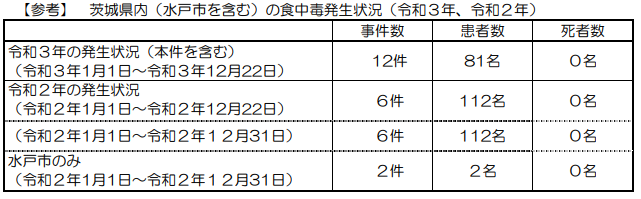 【参考】 茨城県内(水戸市を含む)の食中毒発生状況(令和3年、令和2年)
事件数 患者数 死者数
令和3年の発生状況(本件を含む)
(令和3年1月1日~令和3年12月22日) 12件 81名 0名
令和2年の発生状況
(令和2年1月1日~令和2年12月22日) 6件 112名 0名
(令和2年1月1日~令和2年12月31日) 6件 112名 0名
水戸市のみ
(令和2年1月1日~令和2年12月31日) 2件 2名 0名